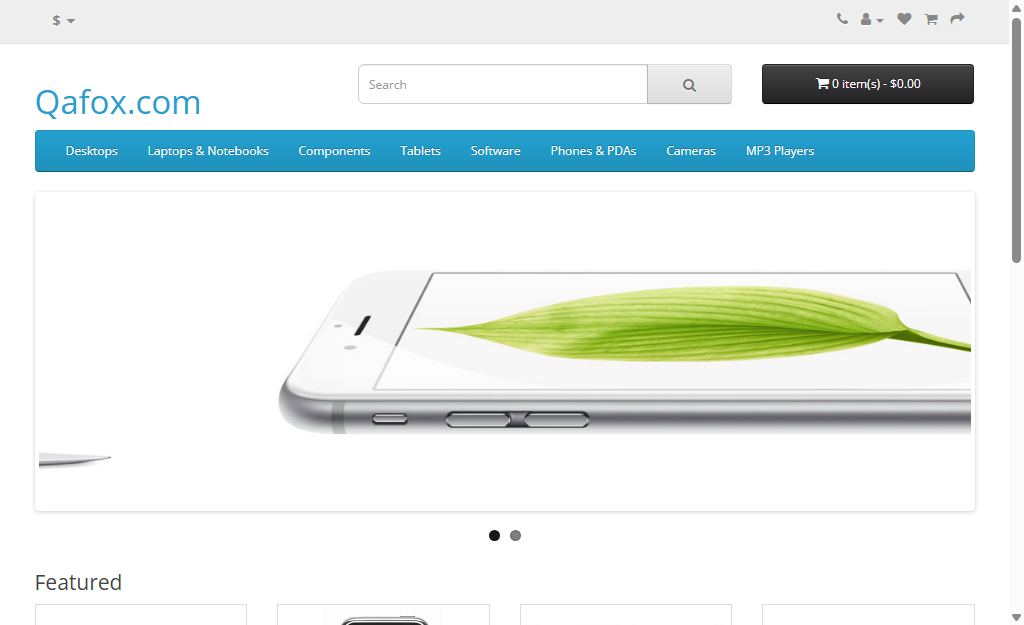 $
Search
0 item(s) - $0.00
Qafox.com
Desktops
Laptops & Notebooks
Components
Tablets
Software
Phones & PDAs
Cameras
MP3 Players
Featured